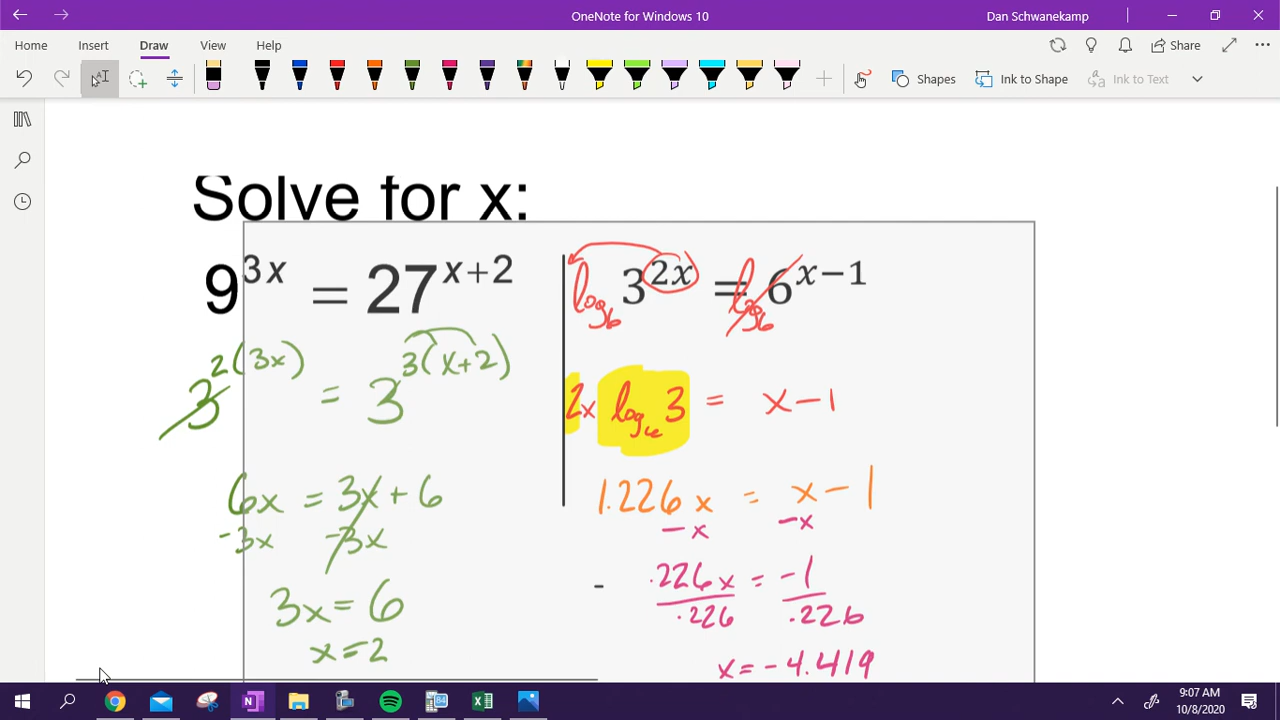 OneNote for Windows 10
Dan Schwanekamp
Home Insert Draw View Help
Share
Shapes
Ink to Shape
Ink to Text
Solve for x:
9^{3x} = 27^{x+2}
3^{2(3x)} = 3^{3(x+2)}
6x = 3x + 6
-3x -3x
3x = 6
x = 2
log_6 3^{2x} = log_6 6^{x-1}
2x log_6 3 = x - 1
1.226x = x - 1
-x -x
-
.226x = -1
.226 .226
x = -4.419
9:07 AM
10/8/2020